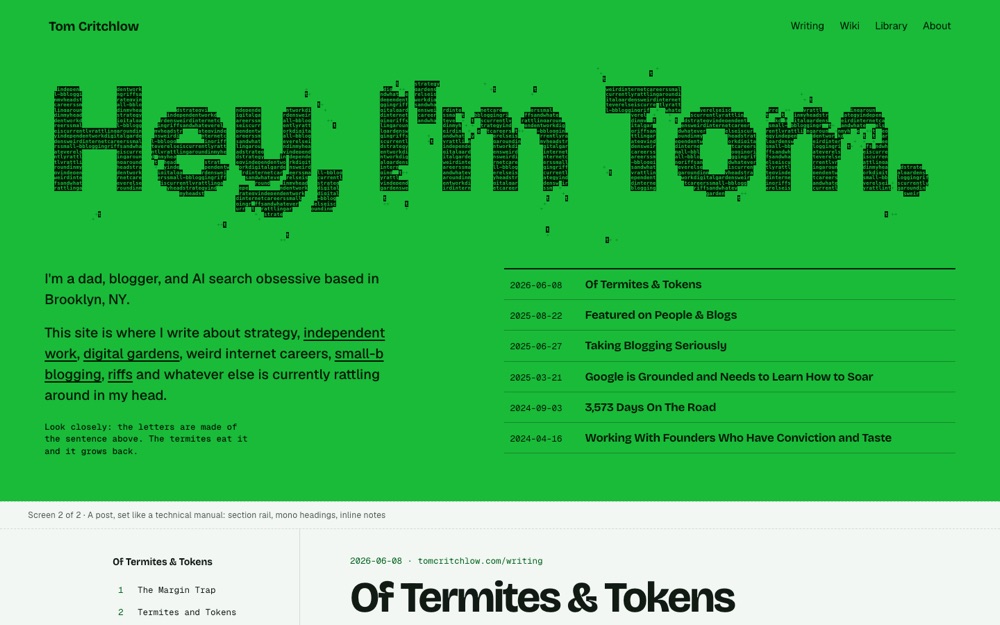 Tom Critchlow
Writing Wiki Library About
Hey, I'm Tom,
I'm a dad, blogger, and AI search obsessive based in
Brooklyn, NY.
This site is where I write about strategy, independent
work, digital gardens, weird internet careers, small-b
blogging, riffs and whatever else is currently rattling
around in my head.
Look closely: the letters are made of
the sentence above. The termites eat it
and it grows back.
2026-06-08 Of Termites & Tokens
2025-08-22 Featured on People & Blogs
2025-06-27 Taking Blogging Seriously
2025-03-21 Google is Grounded and Needs to Learn How to Soar
2024-09-03 3,573 Days On The Road
2024-04-16 Working With Founders Who Have Conviction and Taste
Screen 2 of 2 · A post, set like a technical manual: section rail, mono headings, inline notes
Of Termites & Tokens
1 The Margin Trap
2 Termites and Tokens
2026-06-08 · tomcritchlow.com/writing
Of Termites & Tokens